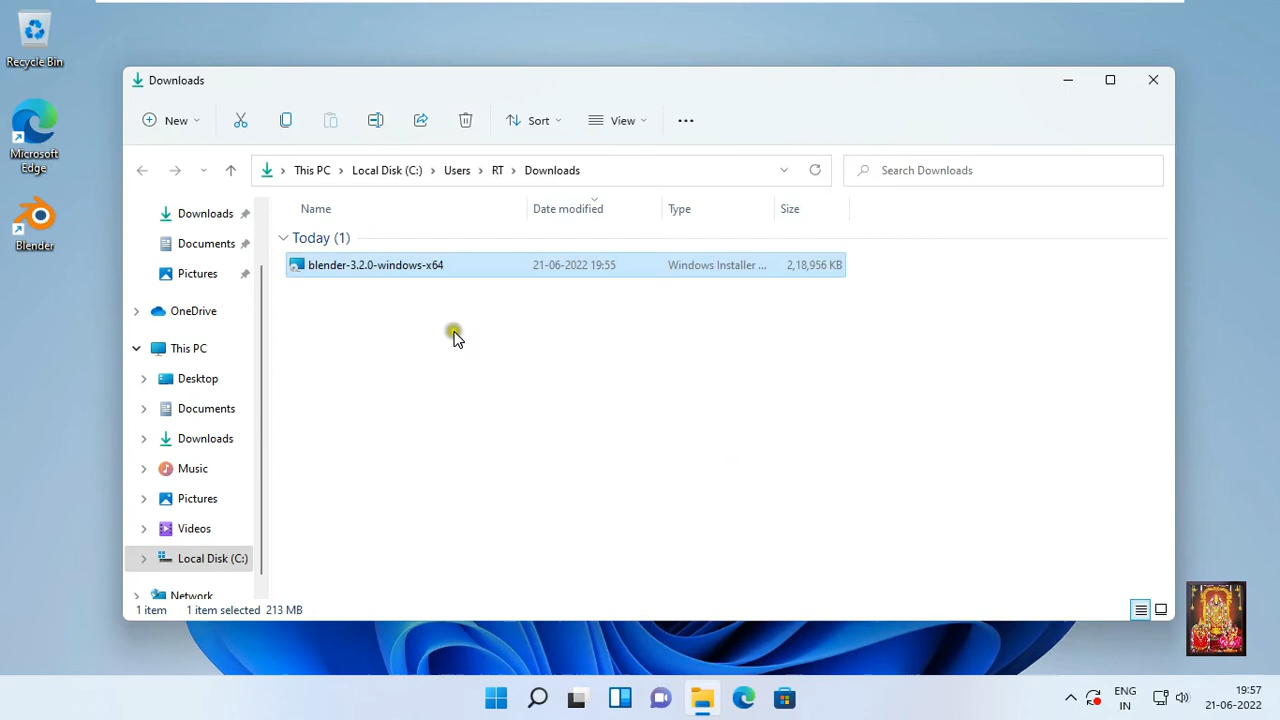 Recycle Bin
Microsoft
Edge
Blender
Downloads
New
Sort
View
This PC
Local Disk (C:)
Users
RT
Downloads
Search Downloads
Name
Date modified
Type
Size
Today (1)
blender-3.2.0-windows-x64
21-06-2022 19:55
Windows Installer ...
2,18,956 KB
Downloads
Documents
Pictures
OneDrive
This PC
Desktop
Documents
Downloads
Music
Pictures
Videos
Local Disk (C:)
Network
1 item
1 item selected 213 MB
ENG
IN
19:57
21-06-2022